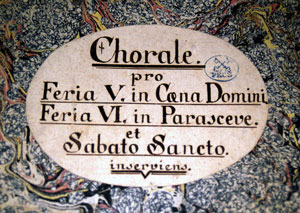 Chorale.
pro
Feria V. in Cœna Domini
Feria VI. in Parasceve.
et
Sabato Sancto.
inserviens.